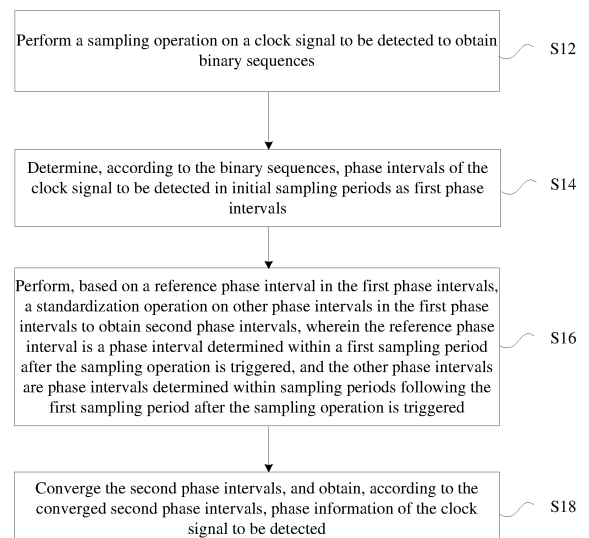 Perform a sampling operation on a clock signal to be detected to obtain
binary sequences
S12
Determine, according to the binary sequences, phase intervals of the
clock signal to be detected in initial sampling periods as first phase
intervals
S14
Perform, based on a reference phase interval in the first phase intervals,
a standardization operation on other phase intervals in the first phase
intervals to obtain second phase intervals, wherein the reference phase
interval is a phase interval determined within a first sampling period
after the sampling operation is triggered, and the other phase intervals
are phase intervals determined within sampling periods following the
first sampling period after the sampling operation is triggered
S16
Converge the second phase intervals, and obtain, according to the
converged second phase intervals, phase information of the clock
signal to be detected
S18